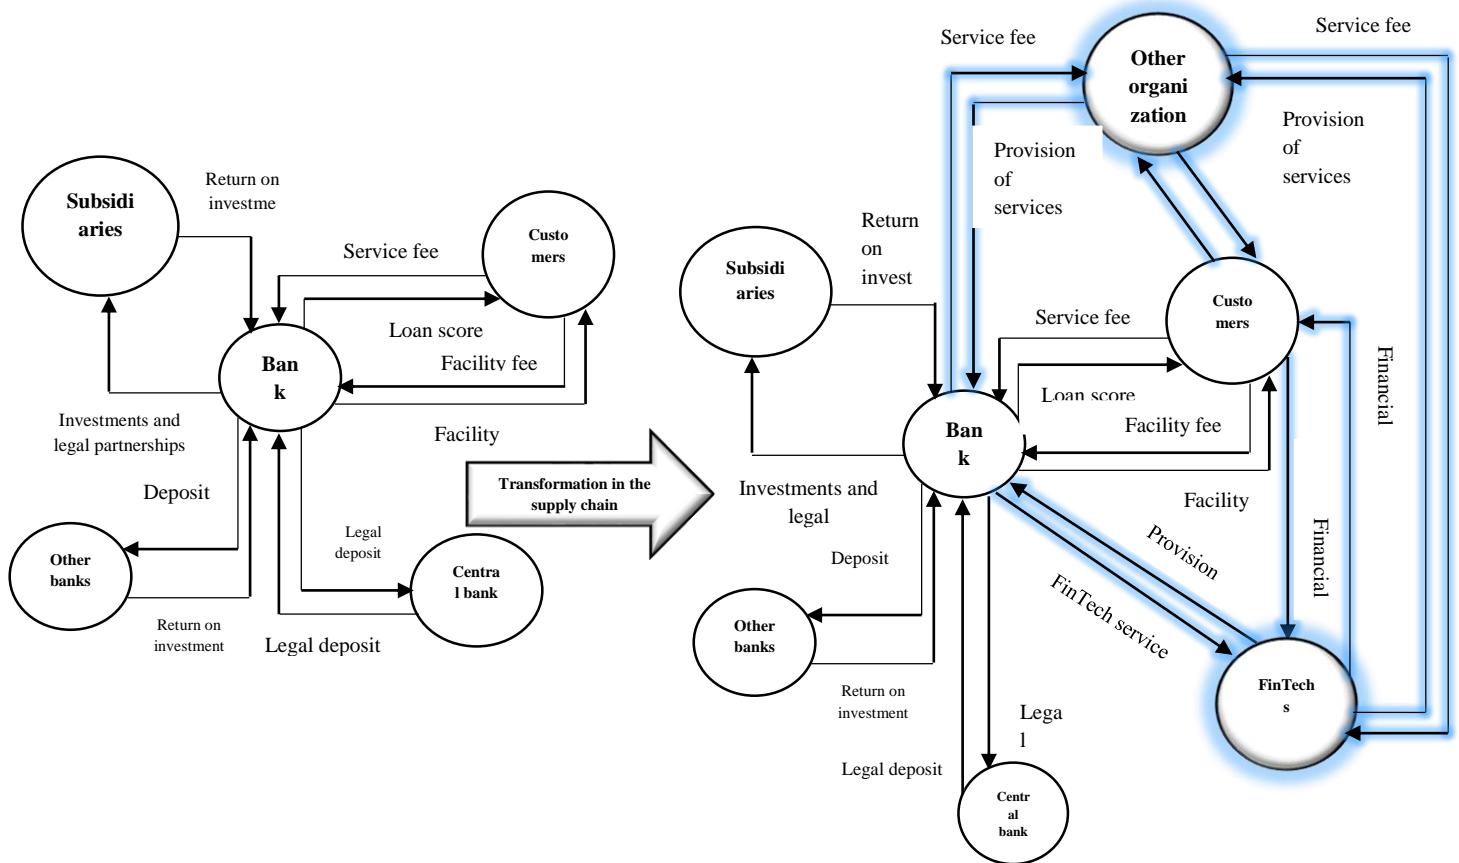 Subsidi
aries
Return on
investme
Service fee
Custo
mers
Loan score
Facility fee
Ban
k
Investments and
legal partnerships
Facility
Deposit
Legal
deposit
Other
banks
Centra
l bank
Return on
investment
Legal deposit
Transformation in the
supply chain
Service fee
Other
organi
zation
Service fee
Provision
of
services
Provision
of
services
Return
on
invest
Subsidi
aries
Custo
mers
Service fee
Loan score
Facility fee
Financial
Ban
k
Facility
Investments and
legal
Provision
Financial
Deposit
FinTech service
Other
banks
FinTech
s
Return on
investment
Lega
l
Legal deposit
Centr
al
bank